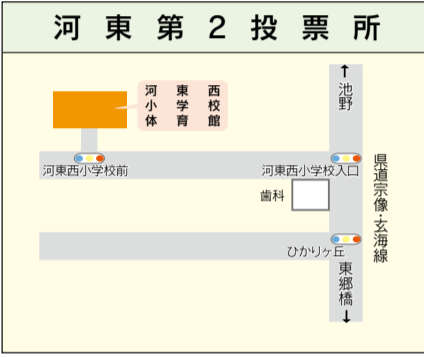 河東第2投票所
河東西
小学校
体育館
↑
池野
河東西小学校前
河東西小学校入口
歯科
県道宗像・玄海線
ひかりヶ丘
東郷橋
↓